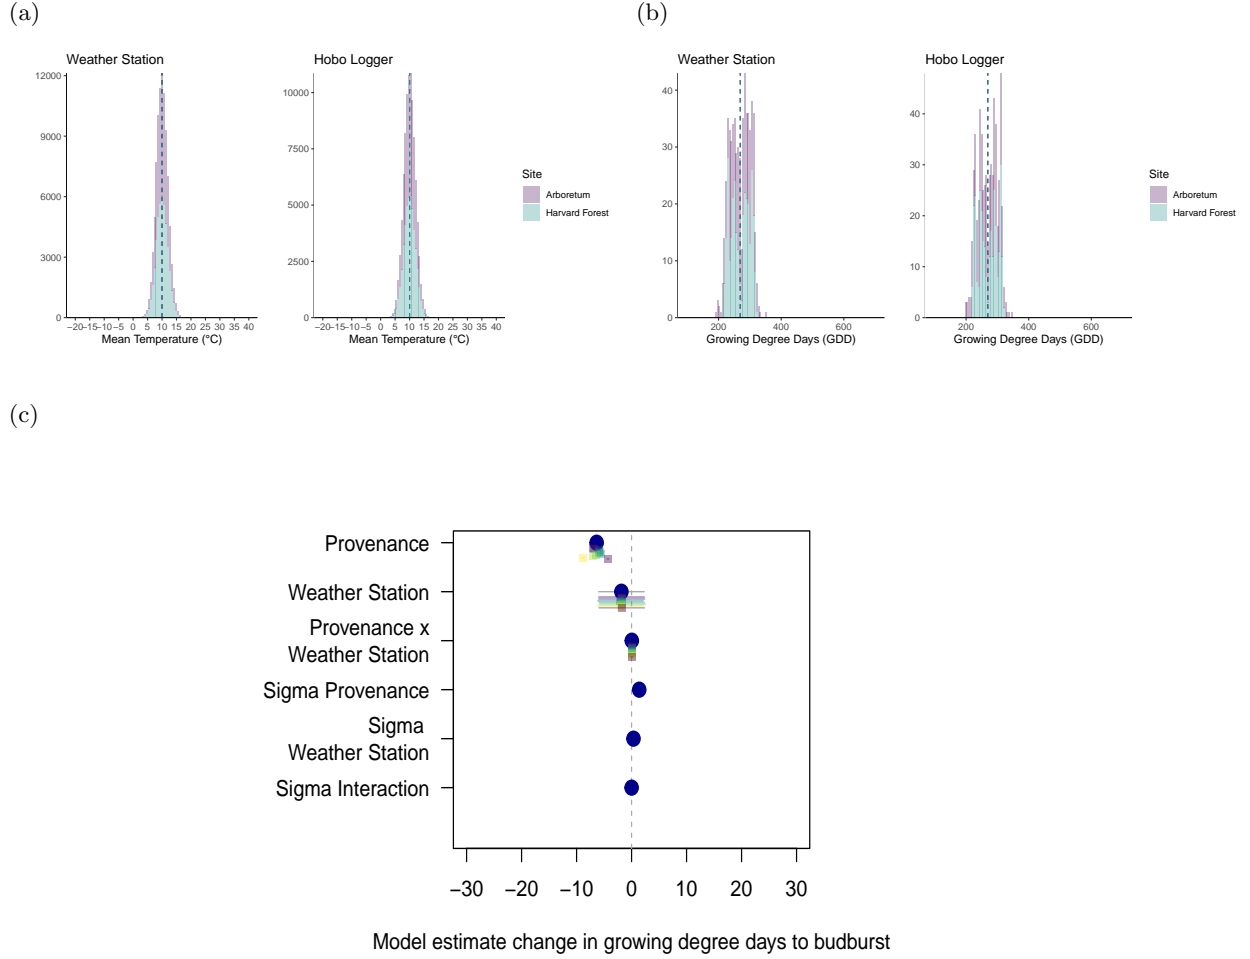 (a)
(b)
Weather Station
Hobo Logger
12000
9000
6000
3000
0
−20−15−10−5 0 5 10 15 20 25 30 35 40
Mean Temperature (°C)
10000
7500
5000
2500
0
−20−15−10−5 0 5 10 15 20 25 30 35 40
Mean Temperature (°C)
Site
Arboretum
Harvard Forest
Weather Station
Hobo Logger
40
30
20
10
0
200 400 600
Growing Degree Days (GDD)
40
30
20
10
0
200 400 600
Growing Degree Days (GDD)
Site
Arboretum
Harvard Forest
(c)
Provenance
Weather Station
Provenance x
Weather Station
Sigma Provenance
Sigma
Weather Station
Sigma Interaction
−30 −20 −10 0 10 20 30
Model estimate change in growing degree days to budburst